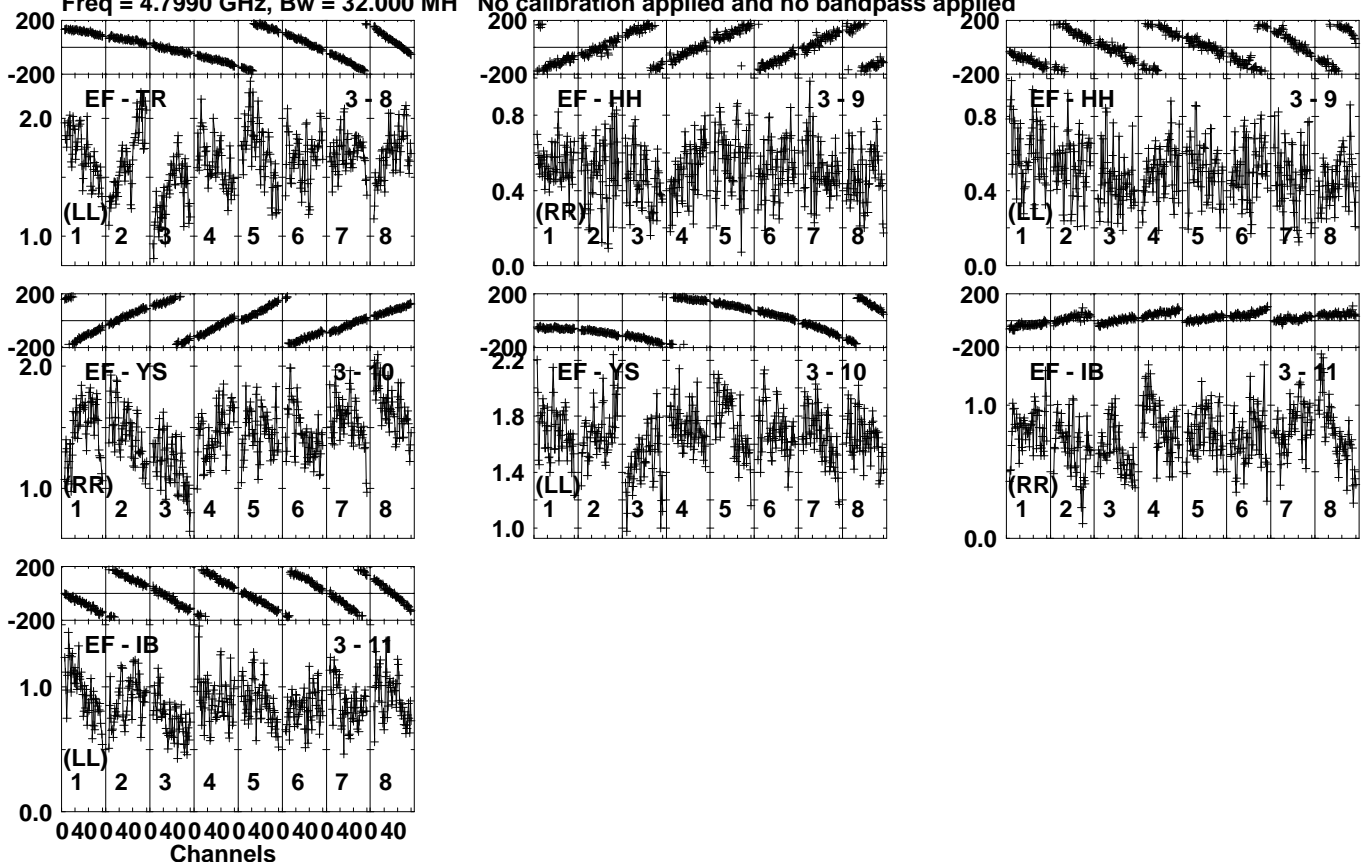 Freq = 4.7990 GHz, Bw = 32.000 MH No calibration applied and no bandpass applied
200
-200
EF - TR 3 - 8
2.0
1.0
(LL)
1 2 3 4 5 6 7 8
200
-200
EF - HH 3 - 9
0.8
0.4
0.0
(RR)
1 2 3 4 5 6 7 8
200
-200
EF - HH 3 - 9
0.8
0.4
0.0
(LL)
1 2 3 4 5 6 7 8
200
-200
EF - YS 3 - 10
2.0
1.0
(RR)
1 2 3 4 5 6 7 8
200
-200
2.2
EF - YS 3 - 10
1.8
1.4
1.0
(LL)
1 2 3 4 5 6 7 8
200
-200
EF - IB 3 - 11
1.0
0.0
(RR)
1 2 3 4 5 6 7 8
200
-200
EF - IB 3 - 11
1.0
0.0
(LL)
1 2 3 4 5 6 7 8
0 40 0 40 0 40 0 40 0 40 0 40 0 40 0 40
Channels